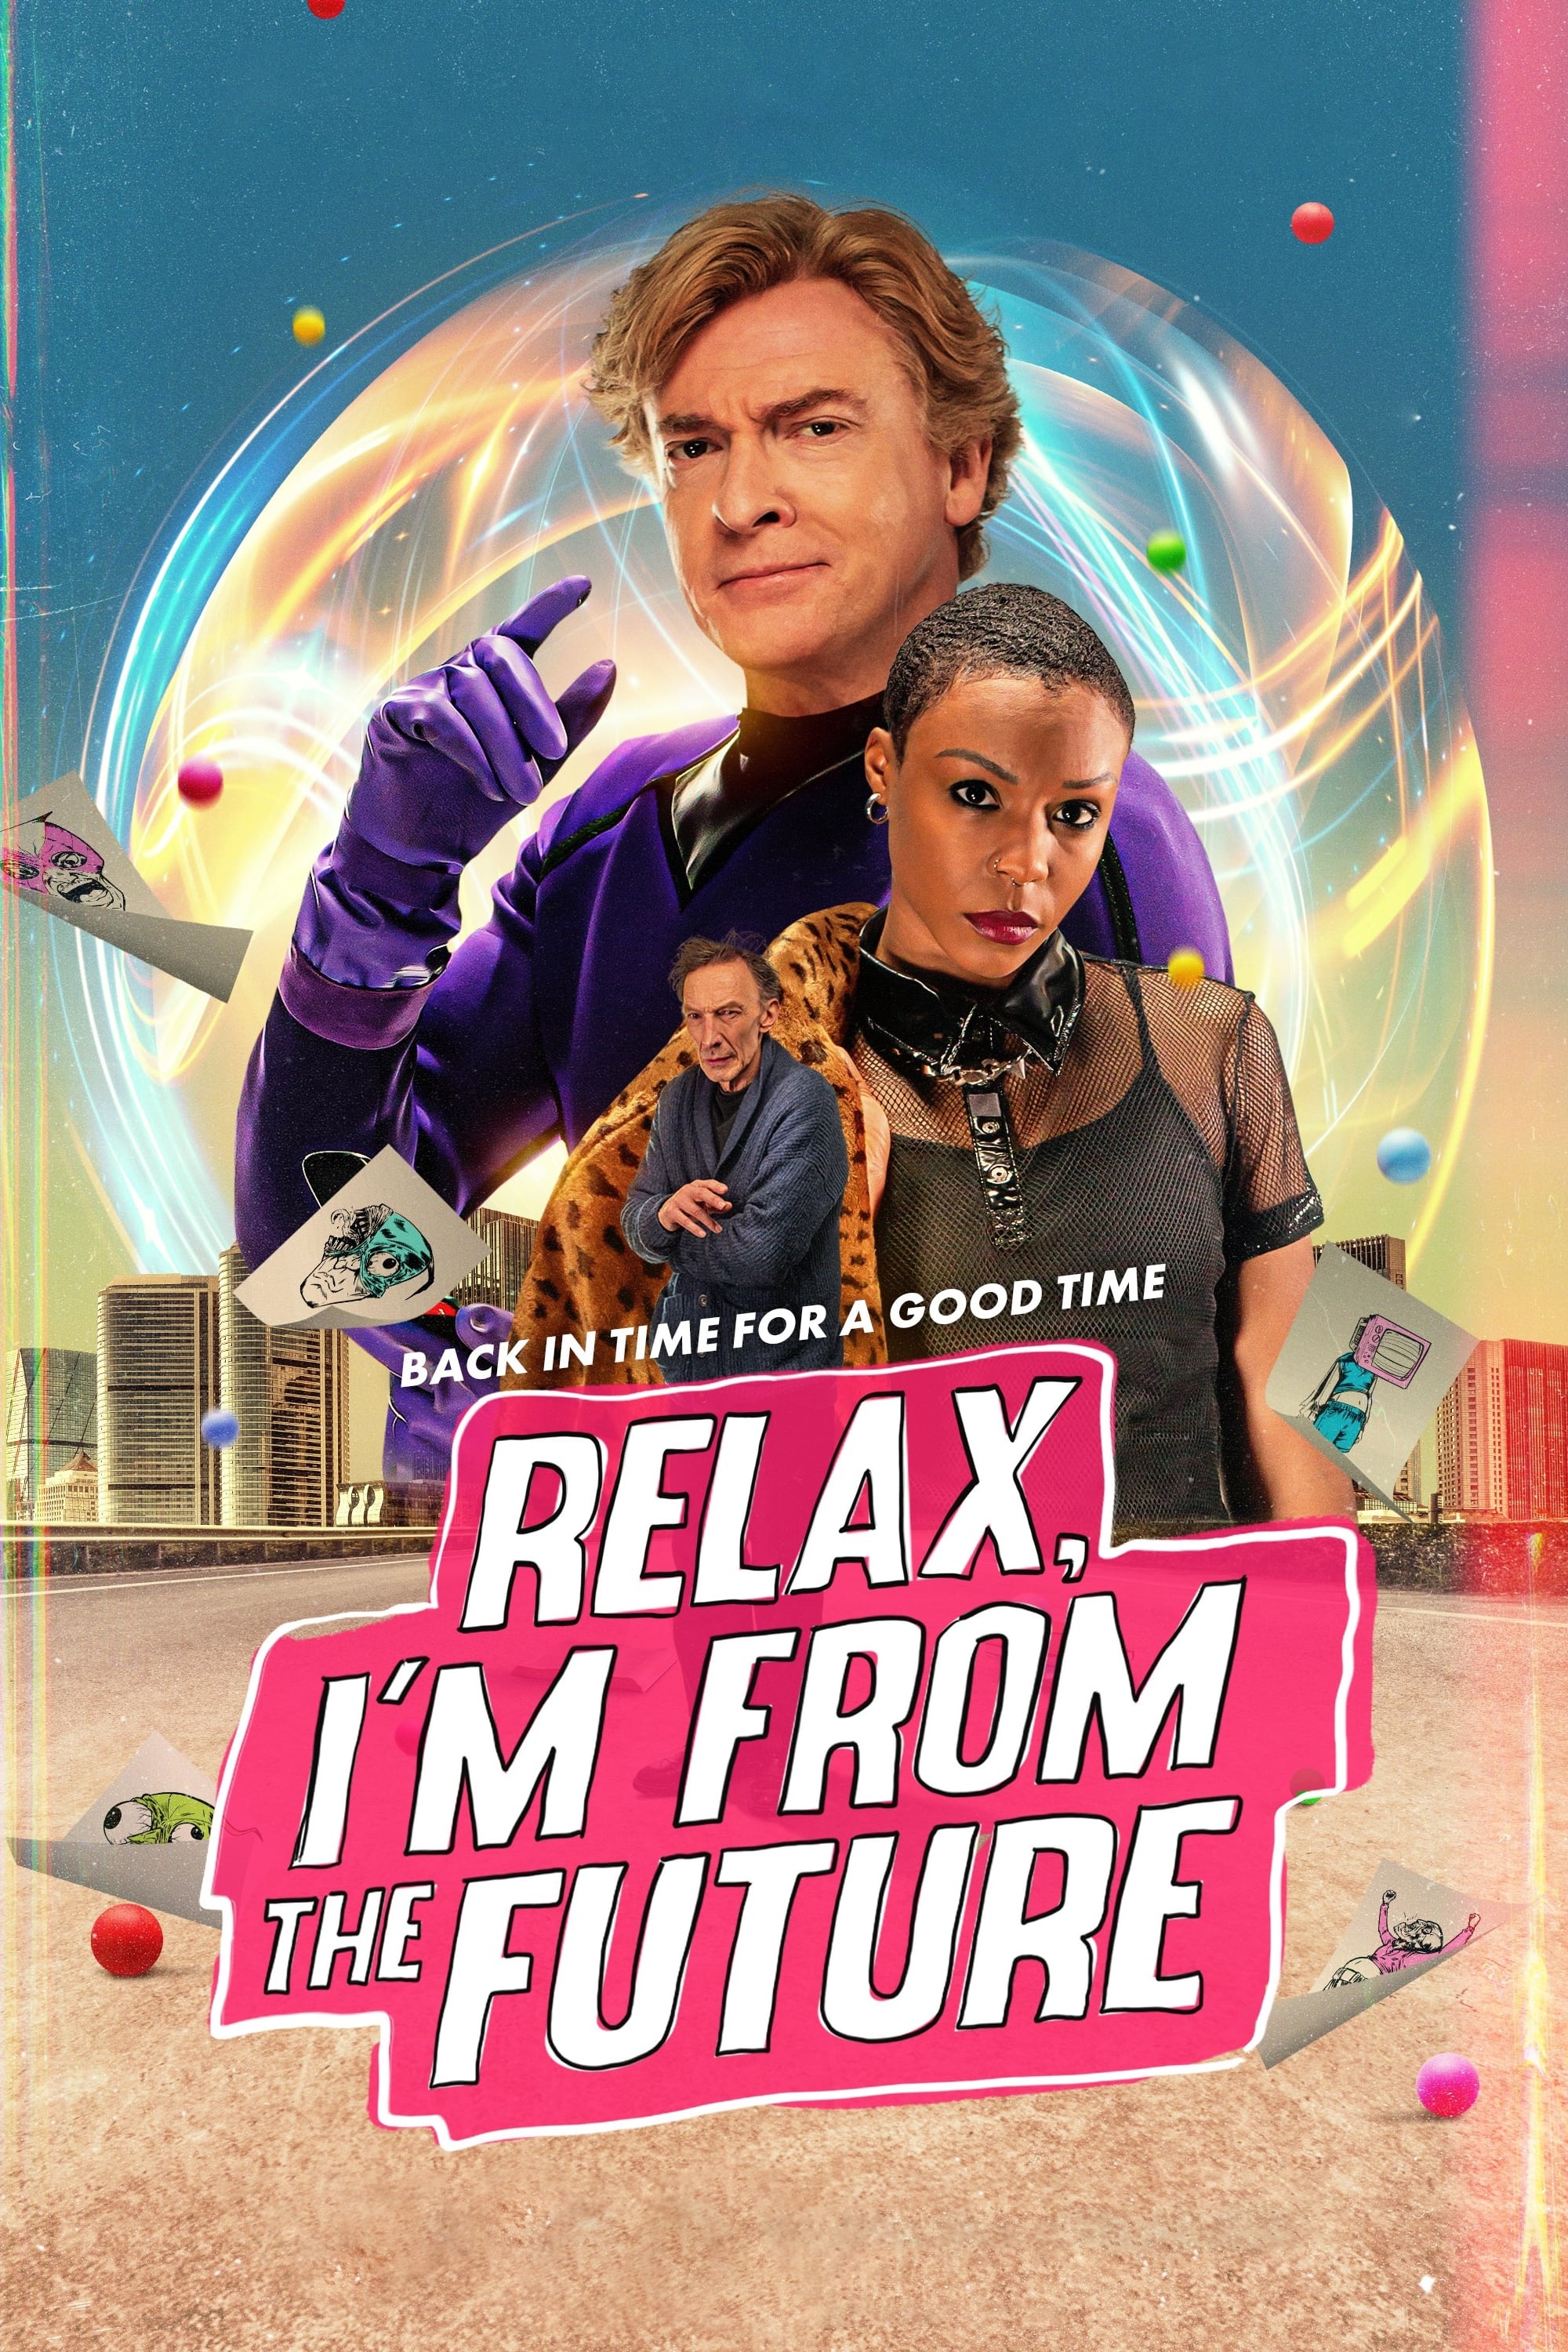 BACK IN TIME FOR A GOOD TIME
RELAX,
I'M FROM
THE FUTURE